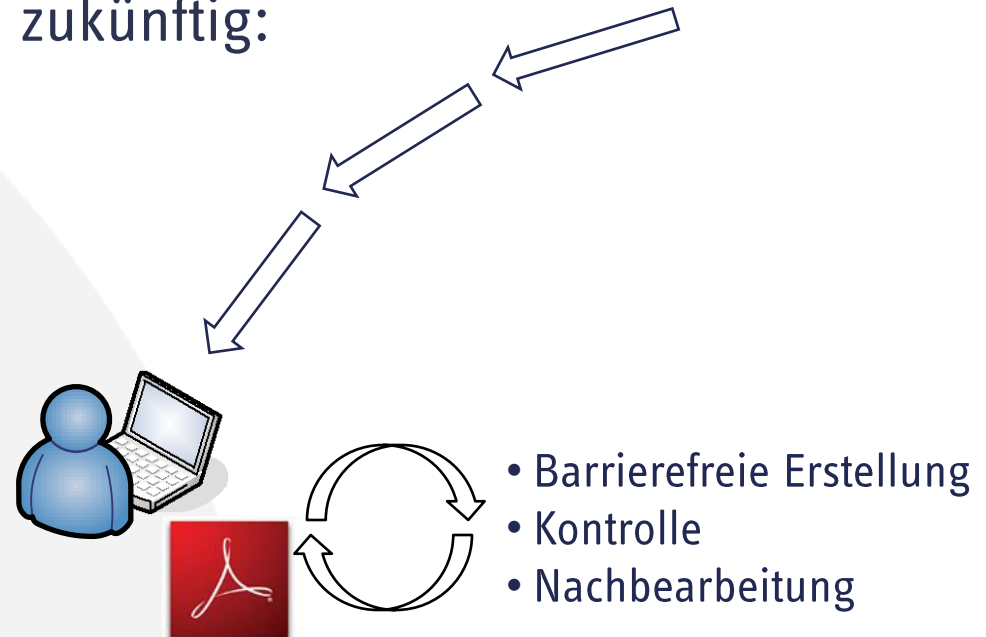 zukünftig:
• Barrierefreie Erstellung
• Kontrolle
• Nachbearbeitung